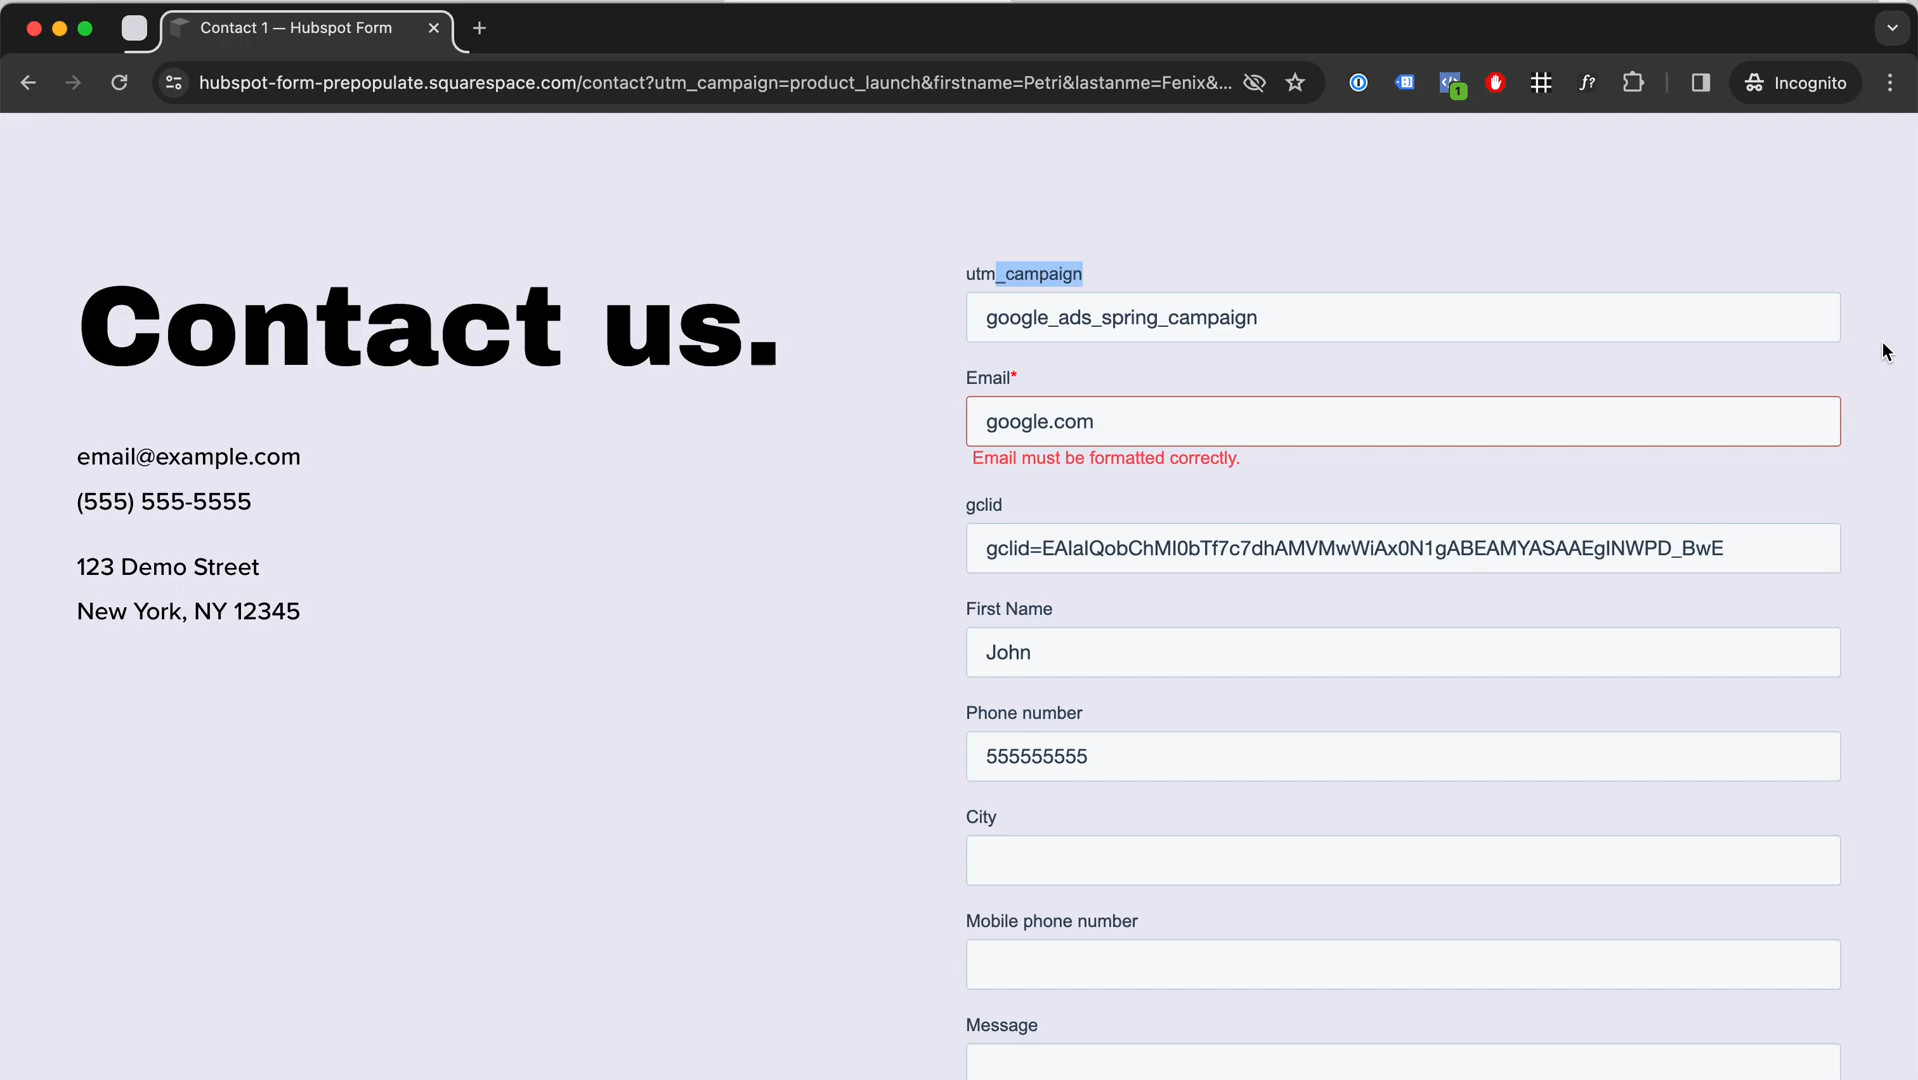 Contact 1 — Hubspot Form
hubspot-form-prepopulate.squarespace.com/contact?utm_campaign=product_launch&firstname=Petri&lastanme=Fenix&...
1
f?
Incognito
Contact us.
email@example.com
(555) 555-5555
123 Demo Street
New York, NY 12345
utm_campaign
google_ads_spring_campaign
Email*
google.com
Email must be formatted correctly.
gclid
gclid=EAIaIQobChMI0bTf7c7dhAMVMwWiAx0N1gABEAMYASAAEgINWPD_BwE
First Name
John
Phone number
555555555
City
Mobile phone number
Message